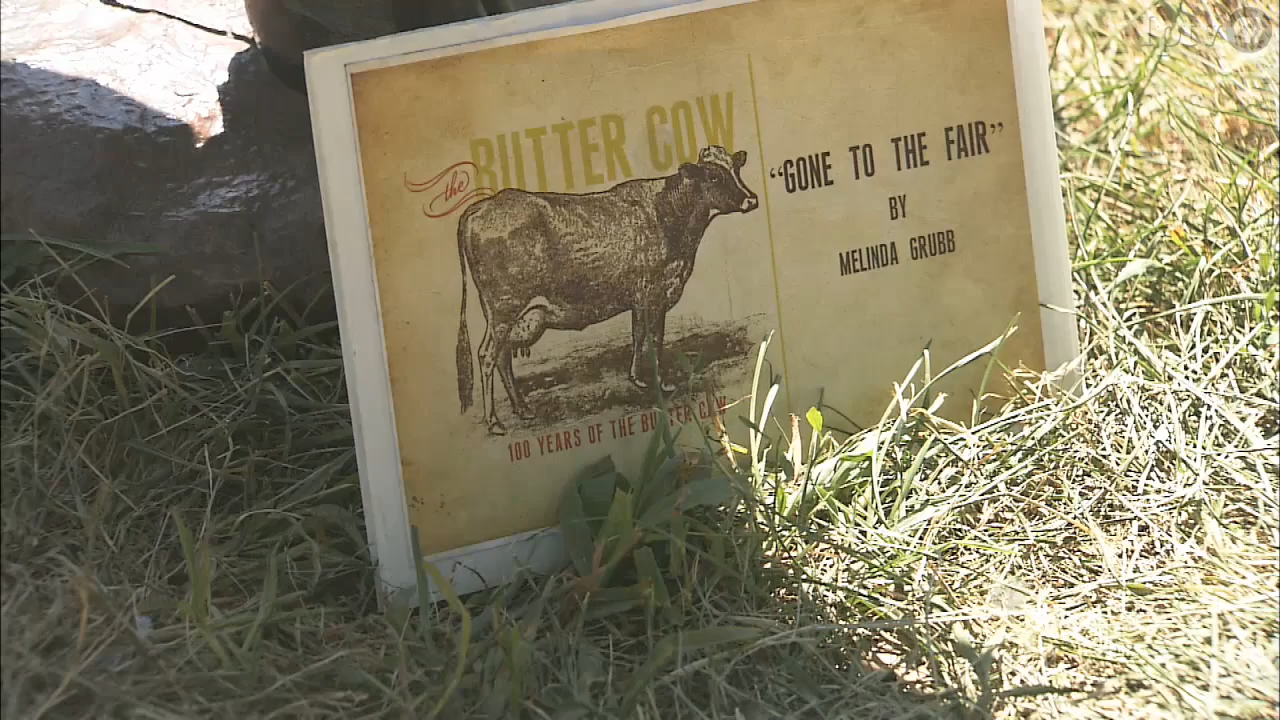 the BUTTER COW
100 YEARS OF THE BUTTER COW
“GONE TO THE FAIR”
BY
MELINDA GRUBB